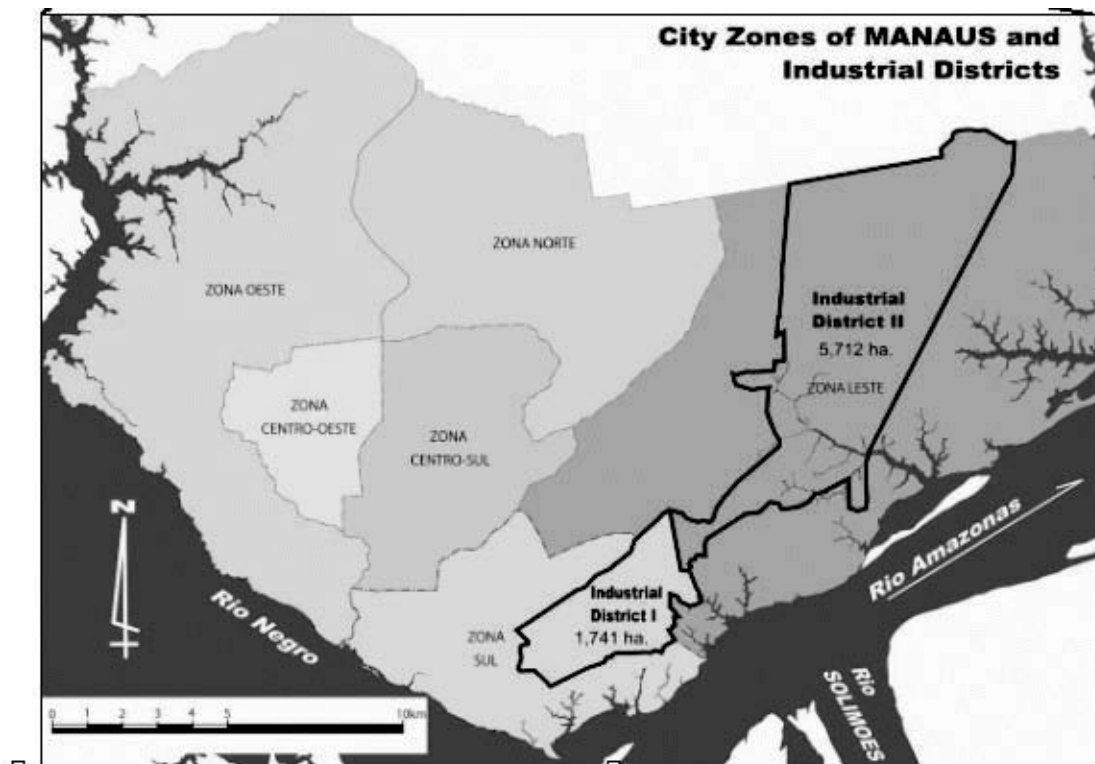 City Zones of MANAUS and
Industrial Districts
ZONA NORTE
ZONA OESTE
Industrial
District II
5,712 ha.
ZONA LESTE
ZONA
CENTRO-OESTE
ZONA
CENTRO-SUL
N
Rio Amazonas
Rio Negro
Industrial
District I
1,741 ha.
ZONA
SUL
Rio
SOLIMOES
0 1 2 3 4 5 10km